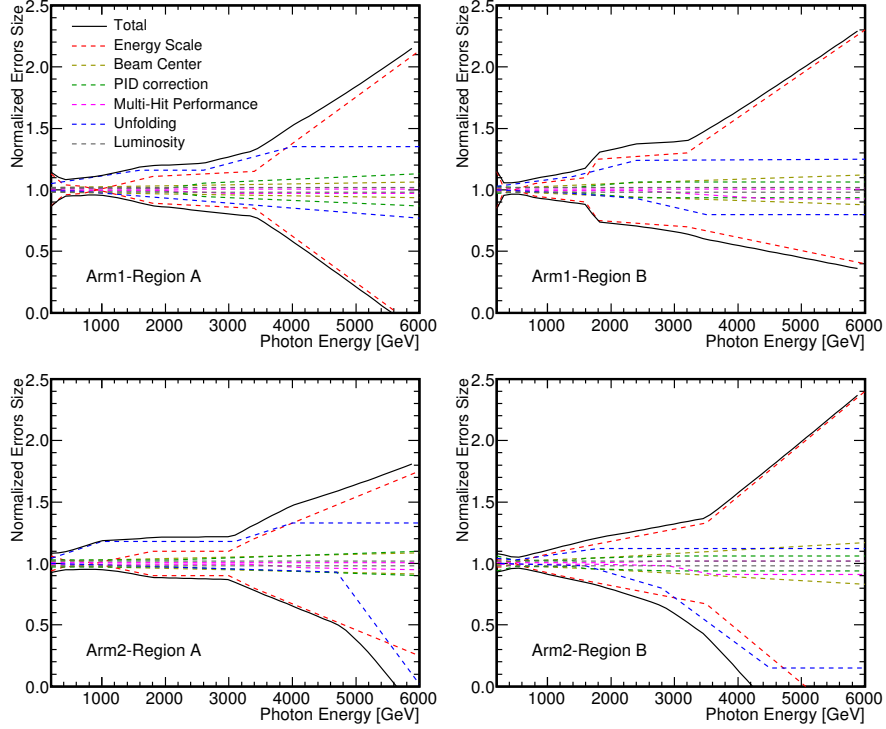 Normalized Errors Size
2.5
2.0
1.5
1.0
0.5
0.0
Total
Energy Scale
Beam Center
PID correction
Multi-Hit Performance
Unfolding
Luminosity
Arm1-Region A
1000 2000 3000 4000 5000 6000
Photon Energy [GeV]
Normalized Errors Size
2.5
2.0
1.5
1.0
0.5
0.0
Arm1-Region B
1000 2000 3000 4000 5000 6000
Photon Energy [GeV]
Normalized Errors Size
2.5
2.0
1.5
1.0
0.5
0.0
Arm2-Region A
1000 2000 3000 4000 5000 6000
Photon Energy [GeV]
Normalized Errors Size
2.5
2.0
1.5
1.0
0.5
0.0
Arm2-Region B
1000 2000 3000 4000 5000 6000
Photon Energy [GeV]